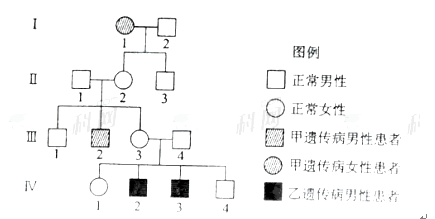 I
1 2
图例
II
1 2 3
正常男性
正常女性
III
1 2 3 4
甲遗传病男性患者
甲遗传病女性患者
IV
1 2 3 4
乙遗传病男性患者